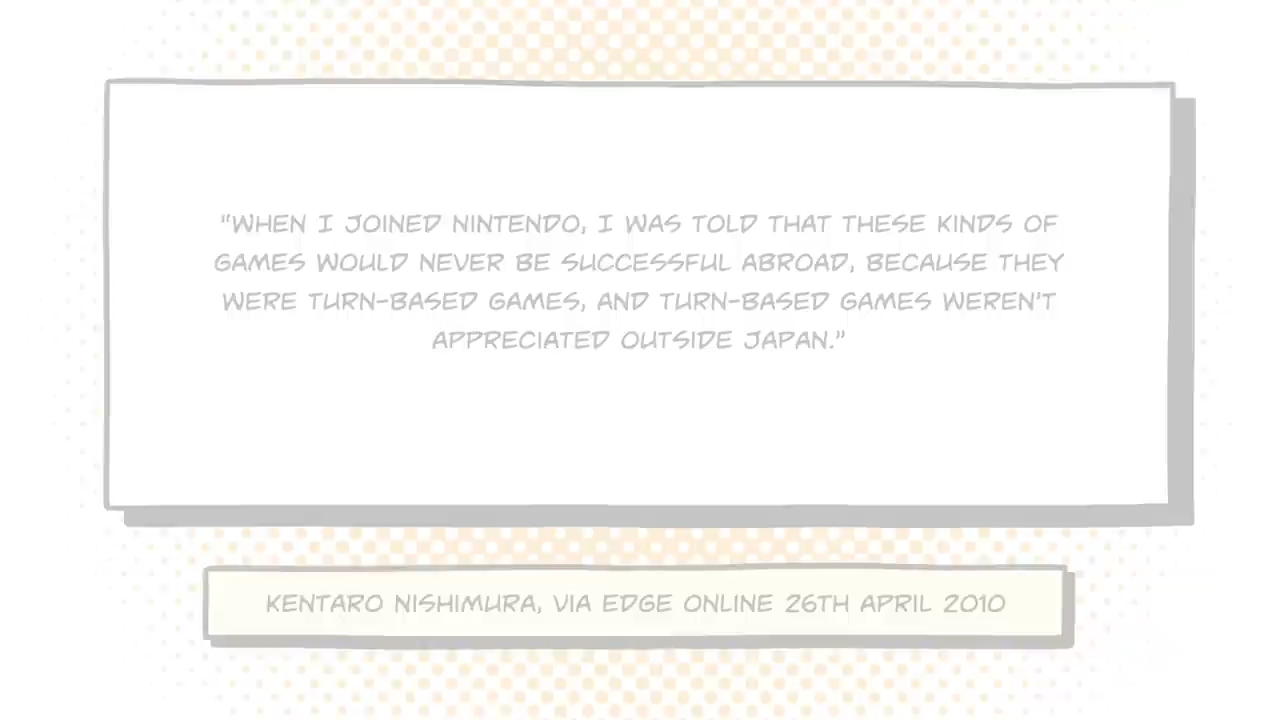 "WHEN I JOINED NINTENDO, I WAS TOLD THAT THESE KINDS OF
GAMES WOULD NEVER BE SUCCESSFUL ABROAD, BECAUSE THEY
WERE TURN-BASED GAMES, AND TURN-BASED GAMES WEREN'T
APPRECIATED OUTSIDE JAPAN."
KENTARO NISHIMURA, VIA EDGE ONLINE 26TH APRIL 2010